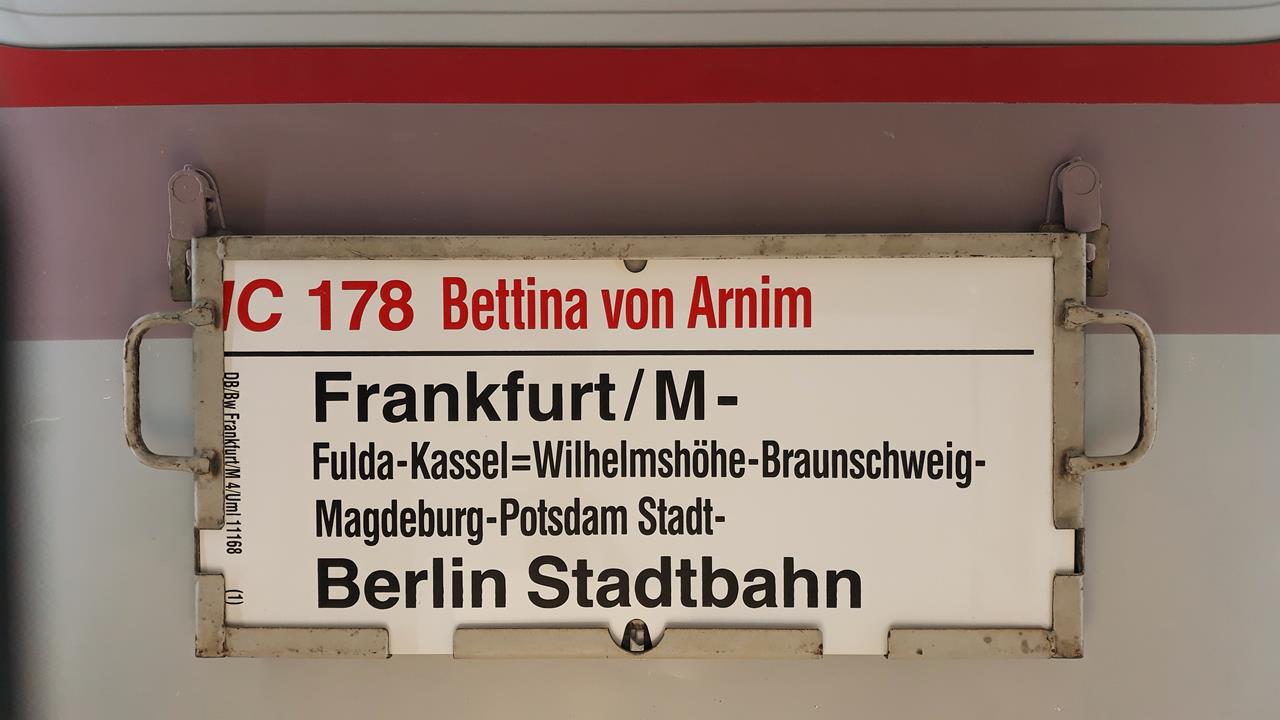 IC 178 Bettina von Arnim
Frankfurt/M-
Fulda-Kassel=Wilhelmshöhe-Braunschweig-
Magdeburg-Potsdam Stadt-
Berlin Stadtbahn
DB/Bw Frankfurt/M 4/Uml 11168 (1)